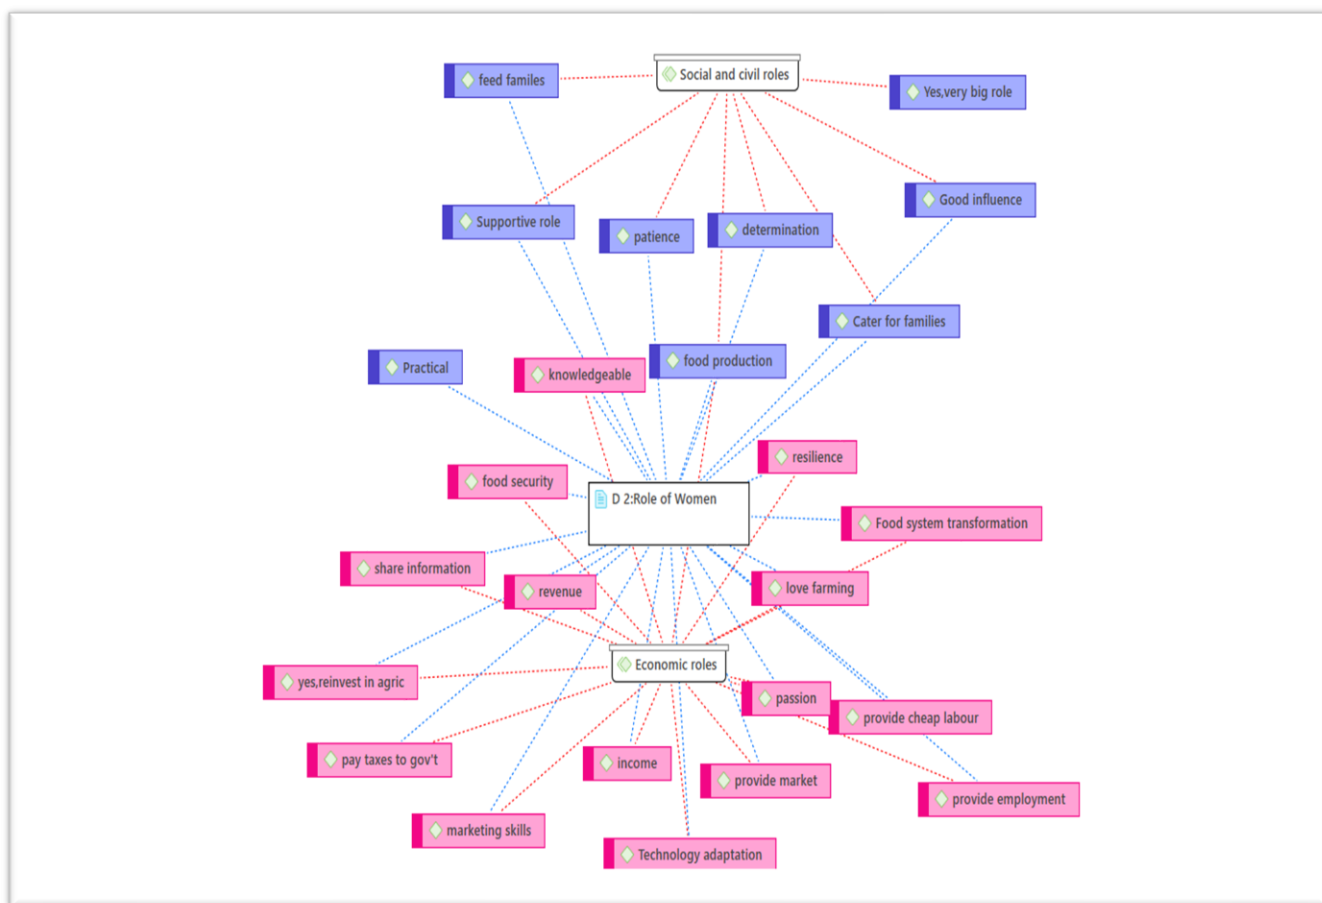 feed familes
Social and civil roles
Yes,very big role
Supportive role
patience
determination
Good influence
Cater for families
Practical
knowledgeable
food production
resilience
food security
D 2:Role of Women
Food system transformation
share information
revenue
love farming
Economic roles
yes,reinvest in agric
passion
provide cheap labour
pay taxes to gov't
income
provide market
provide employment
marketing skills
Technology adaptation